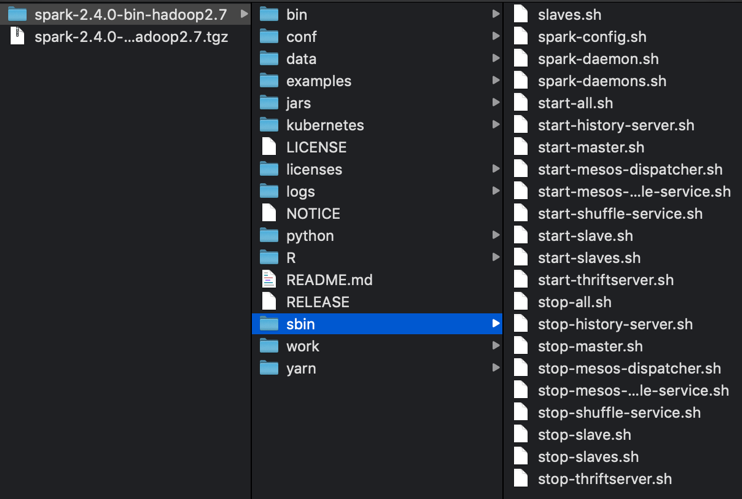 spark-2.4.0-bin-hadoop2.7
spark-2.4.0-...adoop2.7.tgz
bin
conf
data
examples
jars
kubernetes
LICENSE
licenses
logs
NOTICE
python
R
README.md
RELEASE
sbin
work
yarn
slaves.sh
spark-config.sh
spark-daemon.sh
spark-daemons.sh
start-all.sh
start-history-server.sh
start-master.sh
start-mesos-dispatcher.sh
start-mesos-...le-service.sh
start-shuffle-service.sh
start-slave.sh
start-slaves.sh
start-thriftserver.sh
stop-all.sh
stop-history-server.sh
stop-master.sh
stop-mesos-dispatcher.sh
stop-mesos-...le-service.sh
stop-shuffle-service.sh
stop-slave.sh
stop-slaves.sh
stop-thriftserver.sh